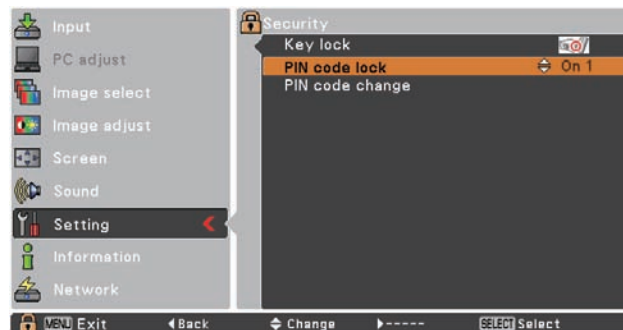 Input
PC adjust
Image select
Image adjust
Screen
Sound
Setting
Information
Network
Security
Key lock
PIN code lock On 1
PIN code change
MENU Exit Back Change ----- SELECT Select